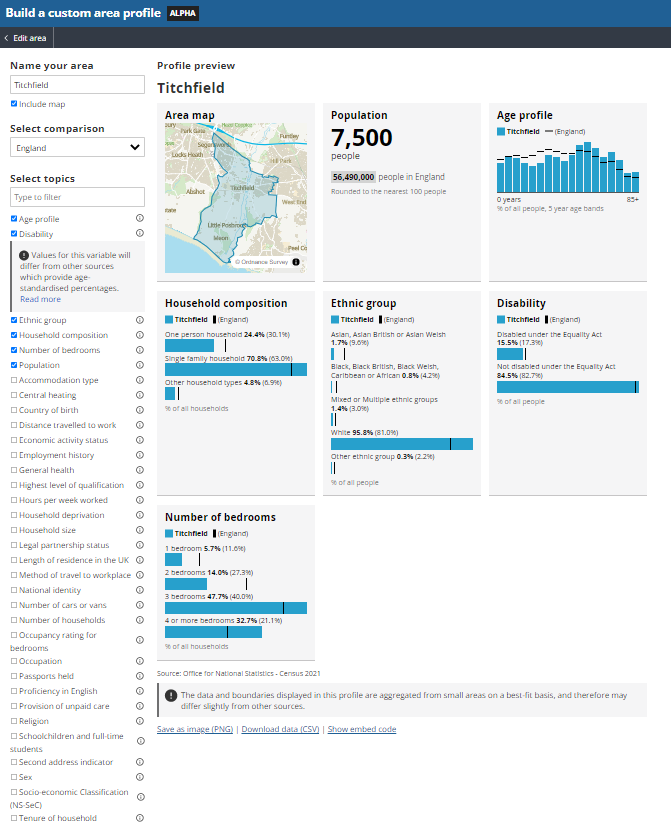 Build a custom area profile ALPHA
Edit area
Name your area
Titchfield
Include map
Select comparison
England
Select topics
Type to filter
Age profile
Disability
Values for this variable will
differ from other sources
which provide age-
standardised percentages.
Read more
Ethnic group
Household composition
Number of bedrooms
Population
Accommodation type
Central heating
Country of birth
Distance travelled to work
Economic activity status
Employment history
General health
Highest level of qualification
Hours per week worked
Household deprivation
Household size
Legal partnership status
Length of residence in the UK
Method of travel to workplace
National identity
Number of cars or vans
Number of households
Occupancy rating for
bedrooms
Occupation
Passports held
Proficiency in English
Provision of unpaid care
Religion
Schoolchildren and full-time
students
Second address indicator
Sex
Socio-economic Classification
(NS-SeC)
Tenure of household
Profile preview
Titchfield
Area map
Park Gate
Segensworth
Funtley
Locks Heath
Hill Park
Abshot
Titchfield
West End
Little Posbrook
Meon
Peel Co
© Ordnance Survey
Population
7,500
people
56,490,000 people in England
Rounded to the nearest 100 people
Age profile
Titchfield (England)
0 years 85+
% of all people, 5 year age bands
Household composition
Titchfield (England)
One person household 24.4% (30.1%)
Single family household 70.8% (63.0%)
Other household types 4.8% (6.9%)
% of all households
Ethnic group
Titchfield (England)
Asian, Asian British or Asian Welsh
1.7% (9.6%)
Black, Black British, Black Welsh,
Caribbean or African 0.8% (4.2%)
Mixed or Multiple ethnic groups
1.4% (3.0%)
White 95.8% (81.0%)
Other ethnic group 0.3% (2.2%)
% of all people
Disability
Titchfield (England)
Disabled under the Equality Act
15.5% (17.3%)
Not disabled under the Equality Act
84.5% (82.7%)
% of all people
Number of bedrooms
Titchfield (England)
1 bedroom 5.7% (11.6%)
2 bedrooms 14.0% (27.3%)
3 bedrooms 47.7% (40.0%)
4 or more bedrooms 32.7% (21.1%)
% of all households
Source: Office for National Statistics - Census 2021
The data and boundaries displayed in this profile are aggregated from small areas on a best-fit basis, and therefore may
differ slightly from other sources.
Save as image (PNG) | Download data (CSV) | Show embed code